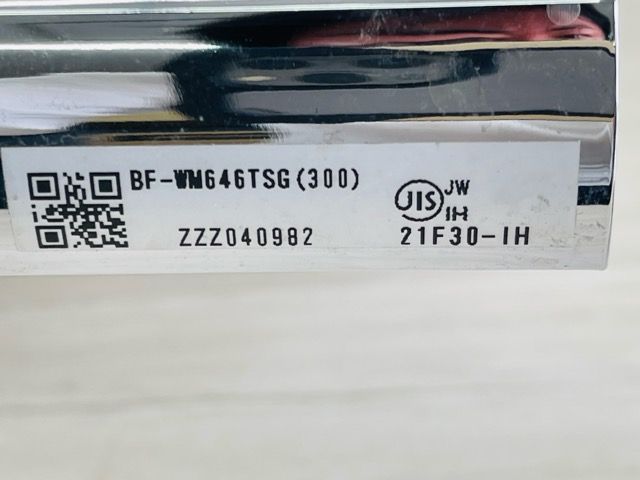 BF-WM646TSG(300)
JIS JW
IH
ZZZ040982
21F30-IH